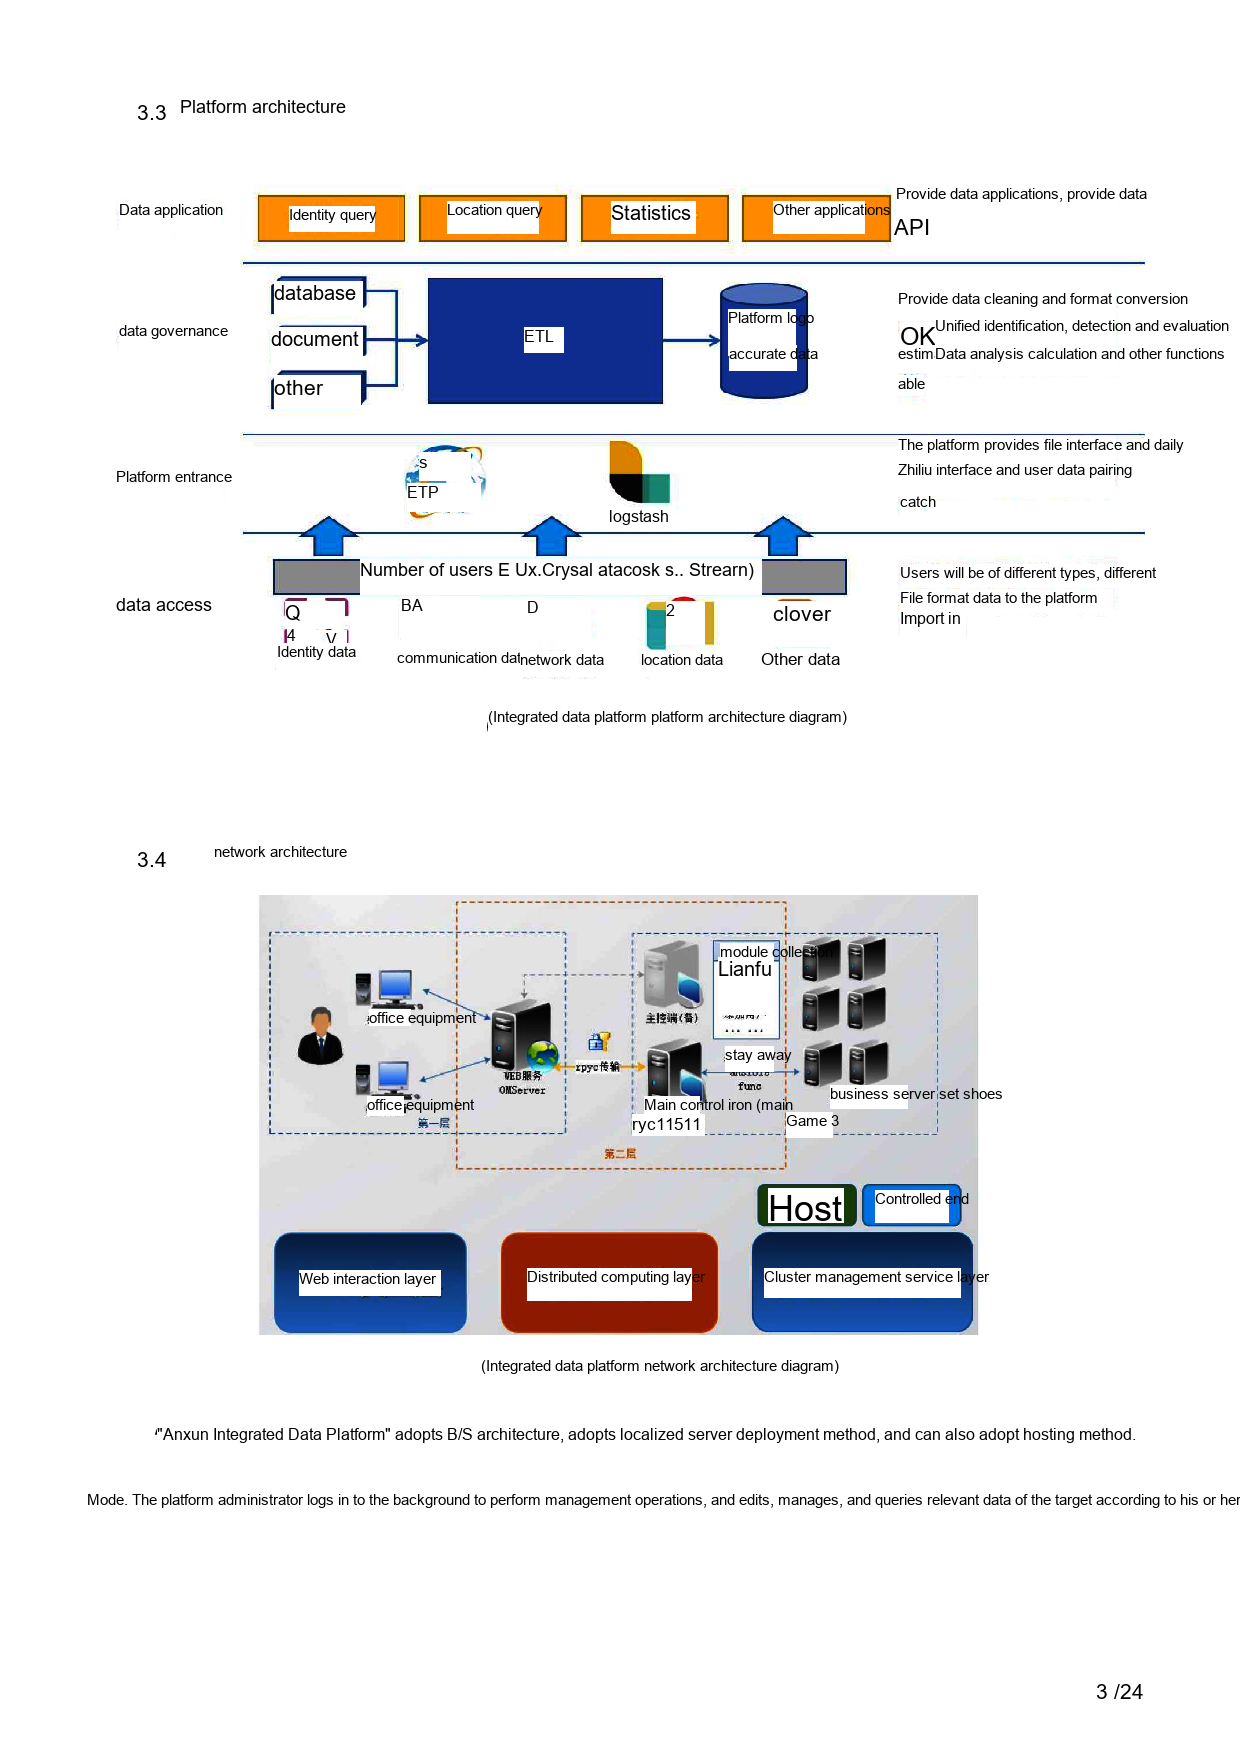 3.3 Platform architecture
Data application
Identity query
Location query
Statistics
Other applications
Provide data applications, provide data
API
data governance
database
document
other
ETL
Platform logo
accurate data
Provide data cleaning and format conversion
OK Unified identification, detection and evaluation
estim Data analysis calculation and other functions
able
Platform entrance
s
ETP
logstash
The platform provides file interface and daily
Zhiliu interface and user data pairing
catch
Number of users E Ux.Crysal atacosk s.. Strearn)
data access
Q
4 V
Identity data
BA
communication dat
D
network data
2
location data
clover
Other data
Users will be of different types, different
File format data to the platform
Import in
(Integrated data platform platform architecture diagram)
3.4 network architecture
office equipment
office equipment
第一层
WEB服务
OMServer
rpyc传输
主控端(备)
module collection
Lianfu
stay away
func
Main control iron (main
ryc11511
business server set shoes
Game 3
第二层
Host
Controlled end
Web interaction layer
Distributed computing layer
Cluster management service layer
(Integrated data platform network architecture diagram)
"Anxun Integrated Data Platform" adopts B/S architecture, adopts localized server deployment method, and can also adopt hosting method.
Mode. The platform administrator logs in to the background to perform management operations, and edits, manages, and queries relevant data of the target according to his or her
3 /24